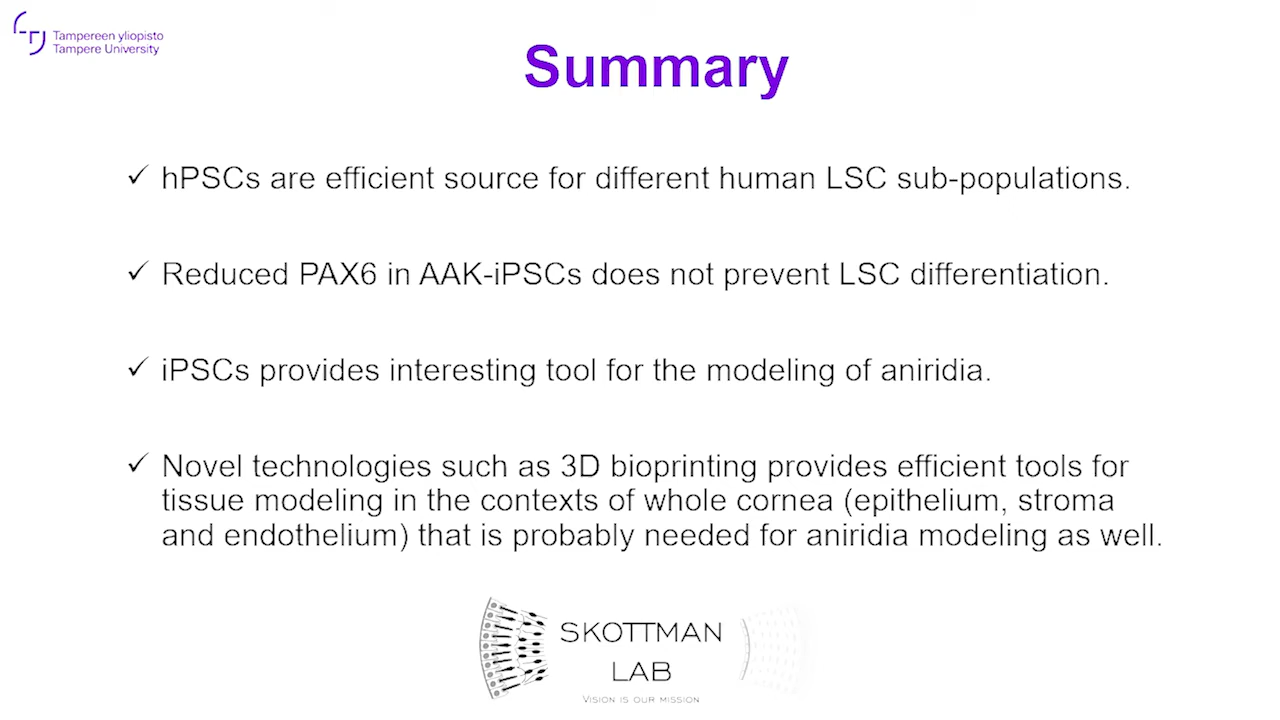 Tampereen yliopisto
Tampere University
Summary
✓ hPSCs are efficient source for different human LSC sub-populations.
✓ Reduced PAX6 in AAK-iPSCs does not prevent LSC differentiation.
✓ iPSCs provides interesting tool for the modeling of aniridia.
✓ Novel technologies such as 3D bioprinting provides efficient tools for
tissue modeling in the contexts of whole cornea (epithelium, stroma
and endothelium) that is probably needed for aniridia modeling as well.
SKOTTMAN
LAB
VISION IS OUR MISSION